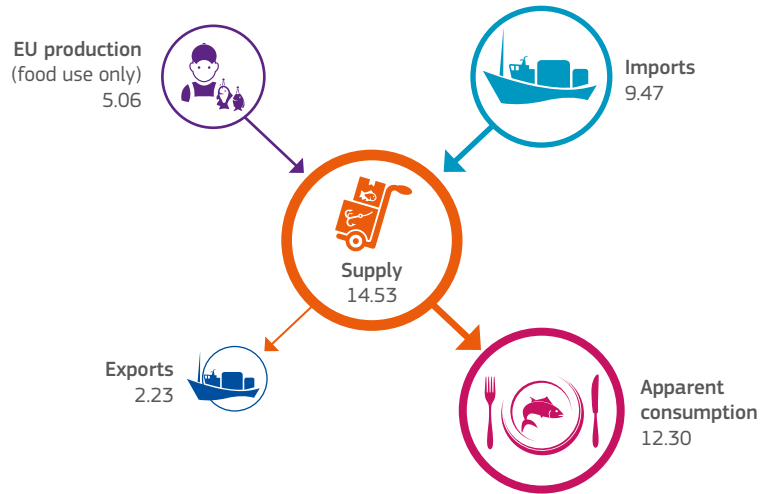 EU production
(food use only)
5.06
Imports
9.47
Supply
14.53
Exports
2.23
Apparent
consumption
12.30